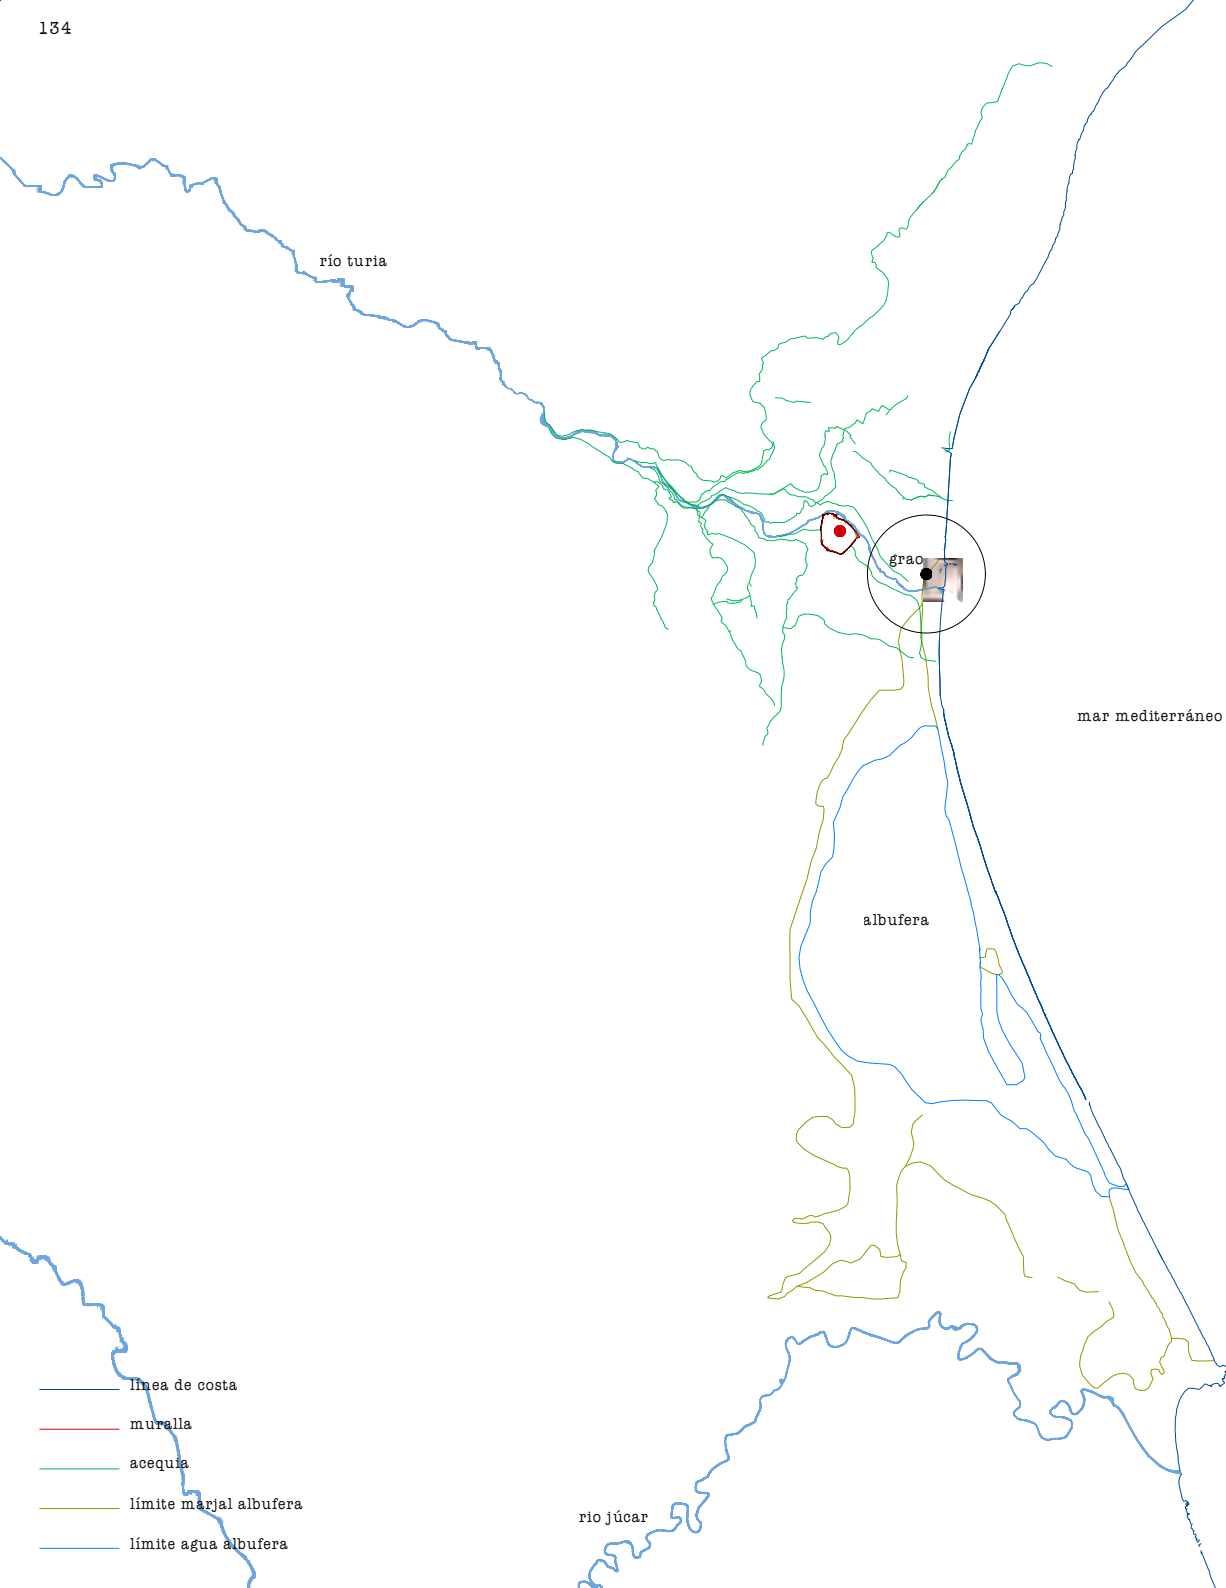 134
río turia
grao
mar mediterráneo
albufera
línea de costa
muralla
acequia
límite marjal albufera
límite agua albufera
rio júcar